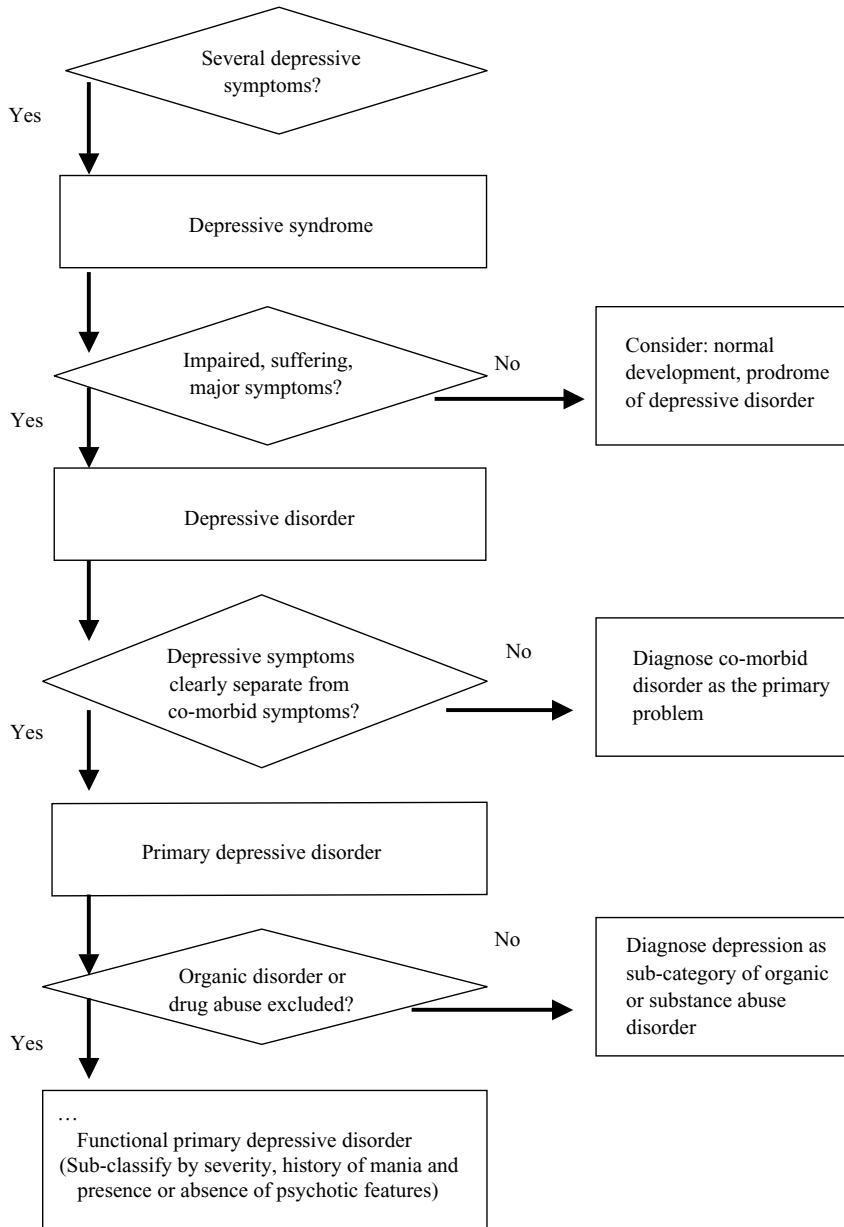 Several depressive
symptoms?
Yes
Depressive syndrome
Impaired, suffering,
major symptoms?
No
Consider: normal
development, prodrome
of depressive disorder
Yes
Depressive disorder
Depressive symptoms
clearly separate from
co-morbid symptoms?
No
Diagnose co-morbid
disorder as the primary
problem
Yes
Primary depressive disorder
Organic disorder or
drug abuse excluded?
No
Diagnose depression as
sub-category of organic
or substance abuse
disorder
Yes
…
Functional primary depressive disorder
(Sub-classify by severity, history of mania and
presence or absence of psychotic features)